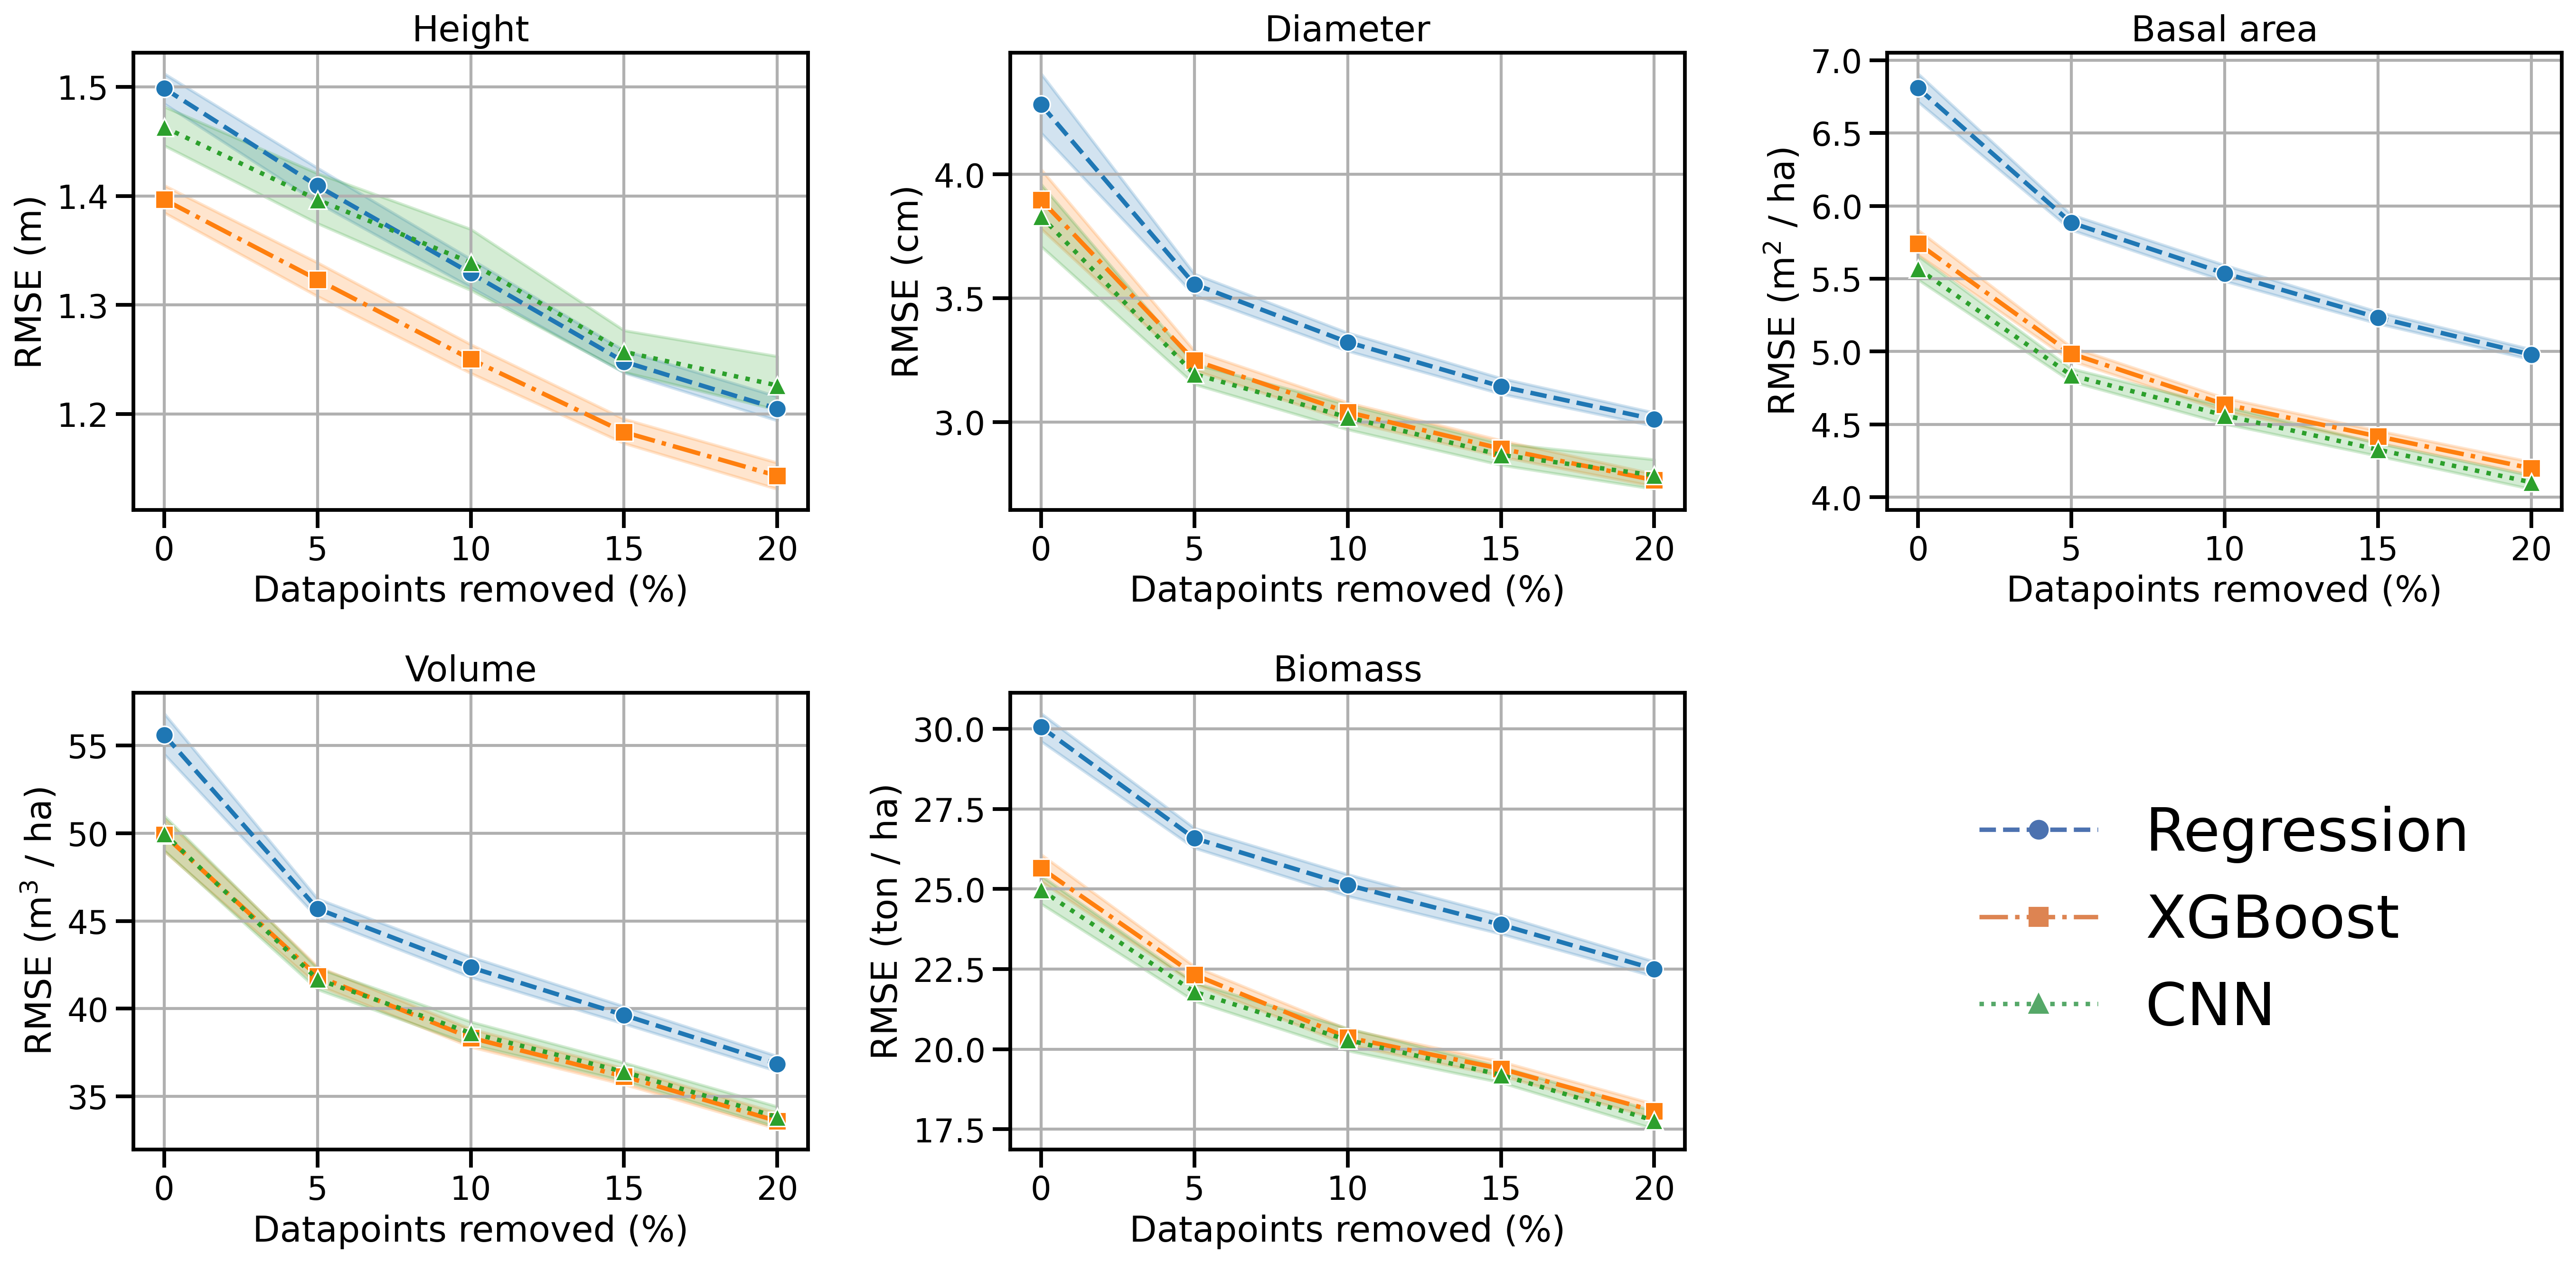 Height
1.5
1.4
1.3
1.2
RMSE (m)
0 5 10 15 20
Datapoints removed (%)
Diameter
4.0
3.5
3.0
RMSE (cm)
0 5 10 15 20
Datapoints removed (%)
Basal area
7.0
6.5
6.0
5.5
5.0
4.5
4.0
RMSE (m² / ha)
0 5 10 15 20
Datapoints removed (%)
Volume
55
50
45
40
35
RMSE (m³ / ha)
0 5 10 15 20
Datapoints removed (%)
Biomass
30.0
27.5
25.0
22.5
20.0
17.5
RMSE (ton / ha)
0 5 10 15 20
Datapoints removed (%)
Regression
XGBoost
CNN